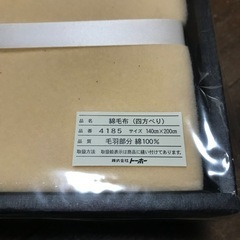 品名 綿毛布（四方べり）
品番 4185 サイズ 140cm×200cm
品質 毛羽部分 綿100%
取扱方法 取扱絵表示は商品に縫い付けてあります。
株式会社トーホー